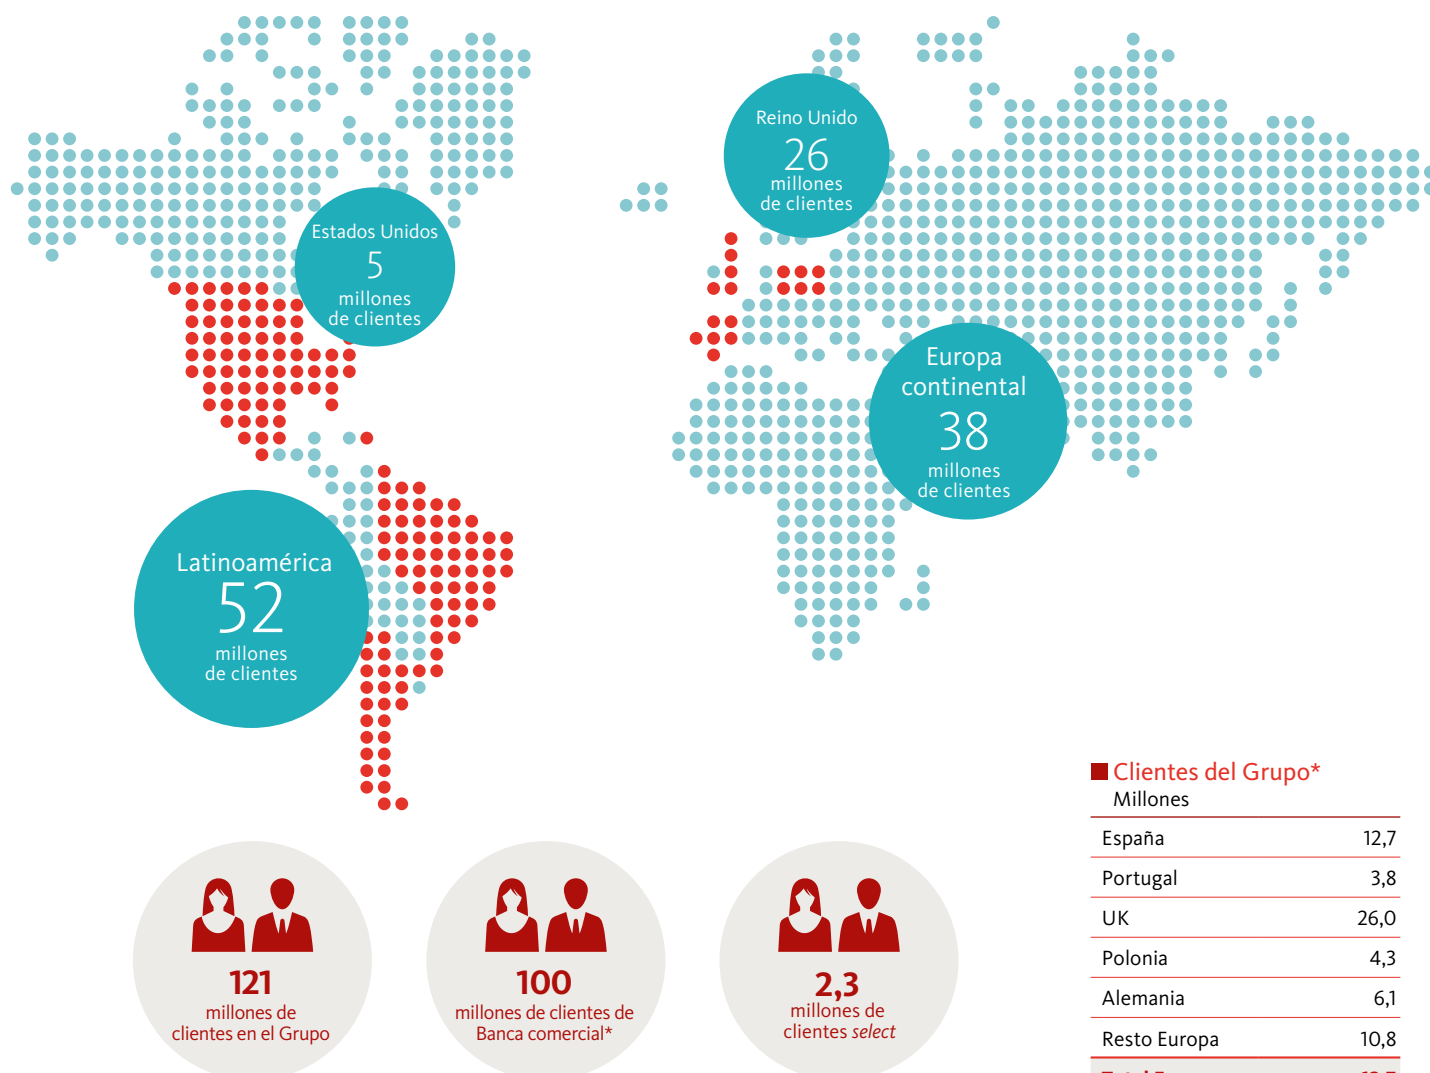 Reino Unido
26
millones
de clientes
Estados Unidos
5
millones
de clientes
Europa
continental
38
millones
de clientes
Latinoamérica
52
millones
de clientes
121
millones de
clientes en el Grupo
100
millones de clientes de
Banca comercial*
2,3
millones de
clientes select
Clientes del Grupo*
Millones
España 12,7
Portugal 3,8
UK 26,0
Polonia 4,3
Alemania 6,1
Resto Europa 10,8